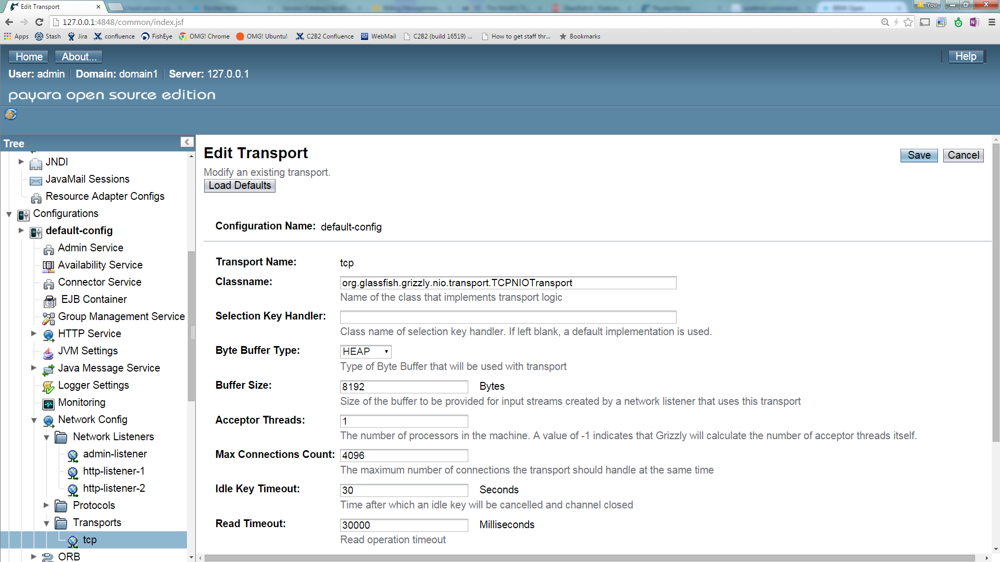 Edit Transport
You
127.0.0.1:4848/common/index.jsf
Apps Stash Jira confluence FishEye OMG! Chrome OMG! Ubuntu! C2B2 Confluence WebMail C2B2 (build 16519) ... How to get staff thr... Bookmarks
Home About... Help
User: admin Domain: domain1 Server: 127.0.0.1
payara open source edition
Tree
JNDI
JavaMail Sessions
Resource Adapter Configs
Configurations
default-config
Admin Service
Availability Service
Connector Service
EJB Container
Group Management Service
HTTP Service
JVM Settings
Java Message Service
Logger Settings
Monitoring
Network Config
Network Listeners
admin-listener
http-listener-1
http-listener-2
Protocols
Transports
tcp
ORB
Edit Transport
Save Cancel
Modify an existing transport.
Load Defaults
Configuration Name: default-config
Transport Name: tcp
Classname: org.glassfish.grizzly.nio.transport.TCPNIOTransport
Name of the class that implements transport logic
Selection Key Handler:
Class name of selection key handler. If left blank, a default implementation is used.
Byte Buffer Type: HEAP
Type of Byte Buffer that will be used with transport
Buffer Size: 8192 Bytes
Size of the buffer to be provided for input streams created by a network listener that uses this transport
Acceptor Threads: 1
The number of processors in the machine. A value of -1 indicates that Grizzly will calculate the number of acceptor threads itself.
Max Connections Count: 4096
The maximum number of connections the transport should handle at the same time
Idle Key Timeout: 30 Seconds
Time after which an idle key will be cancelled and channel closed
Read Timeout: 30000 Milliseconds
Read operation timeout